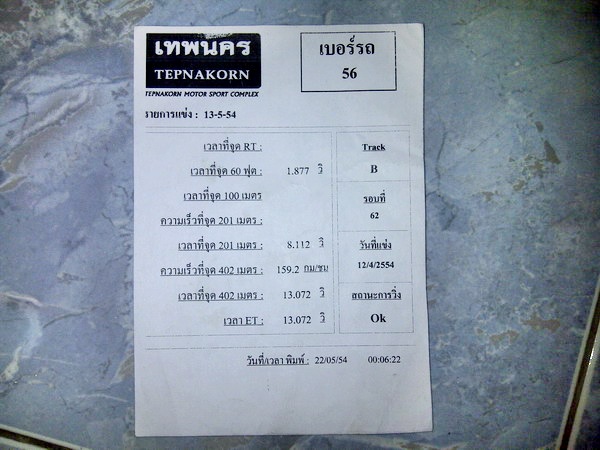 เทพนคร
TEPNAKORN
TEPNAKORN MOTOR SPORT COMPLEX
เบอร์รถ
56
รายการแข่ง : 13-5-54
เวลาที่จุด RT :
เวลาที่จุด 60 ฟุต : 1.877 วิ
เวลาที่จุด 100 เมตร
ความเร็วที่จุด 201 เมตร :
เวลาที่จุด 201 เมตร : 8.112 วิ
ความเร็วที่จุด 402 เมตร : 159.2 กม/ชม
เวลาที่จุด 402 เมตร : 13.072 วิ
เวลา ET : 13.072 วิ
Track
B
รอบที่
62
วันที่แข่ง
12/4/2554
สถานะการวิ่ง
Ok
วันที่/เวลา พิมพ์ : 22/05/54 00:06:22